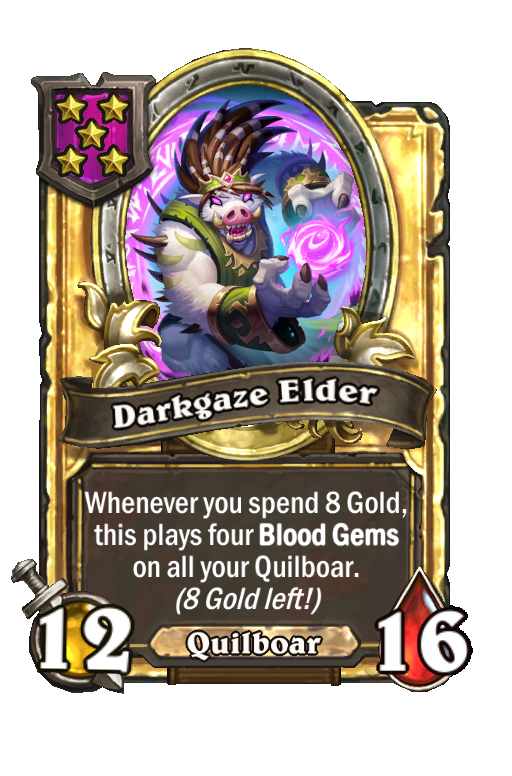 Darkgaze Elder
Whenever you spend 8 Gold,
this plays four Blood Gems
on all your Quilboar.
(8 Gold left!)
12
Quilboar
16